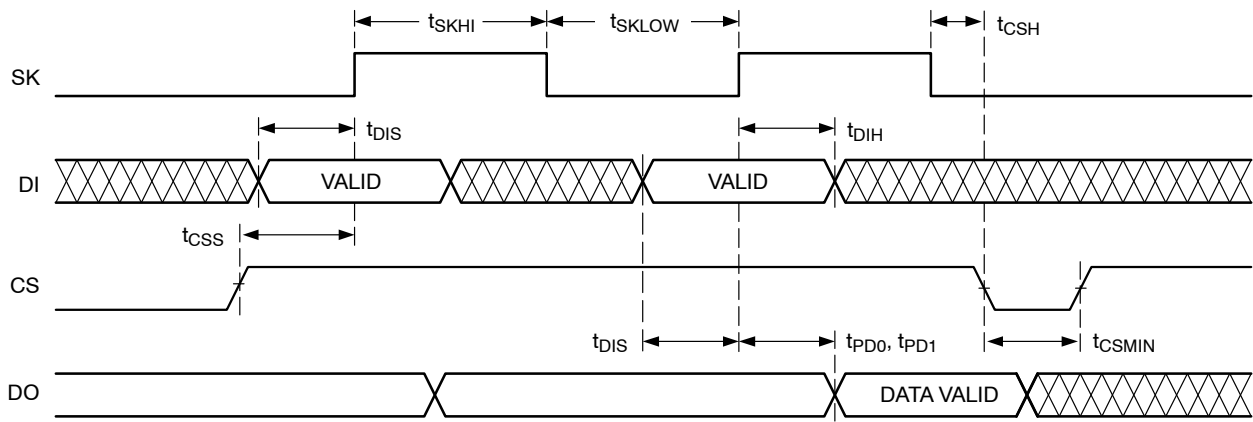 tSKHI
tSKLOW
tCSH
SK
tDIS
tDIH
DI
VALID
VALID
tCSS
CS
tDIS
tPD0, tPD1
tCSMIN
DO
DATA VALID